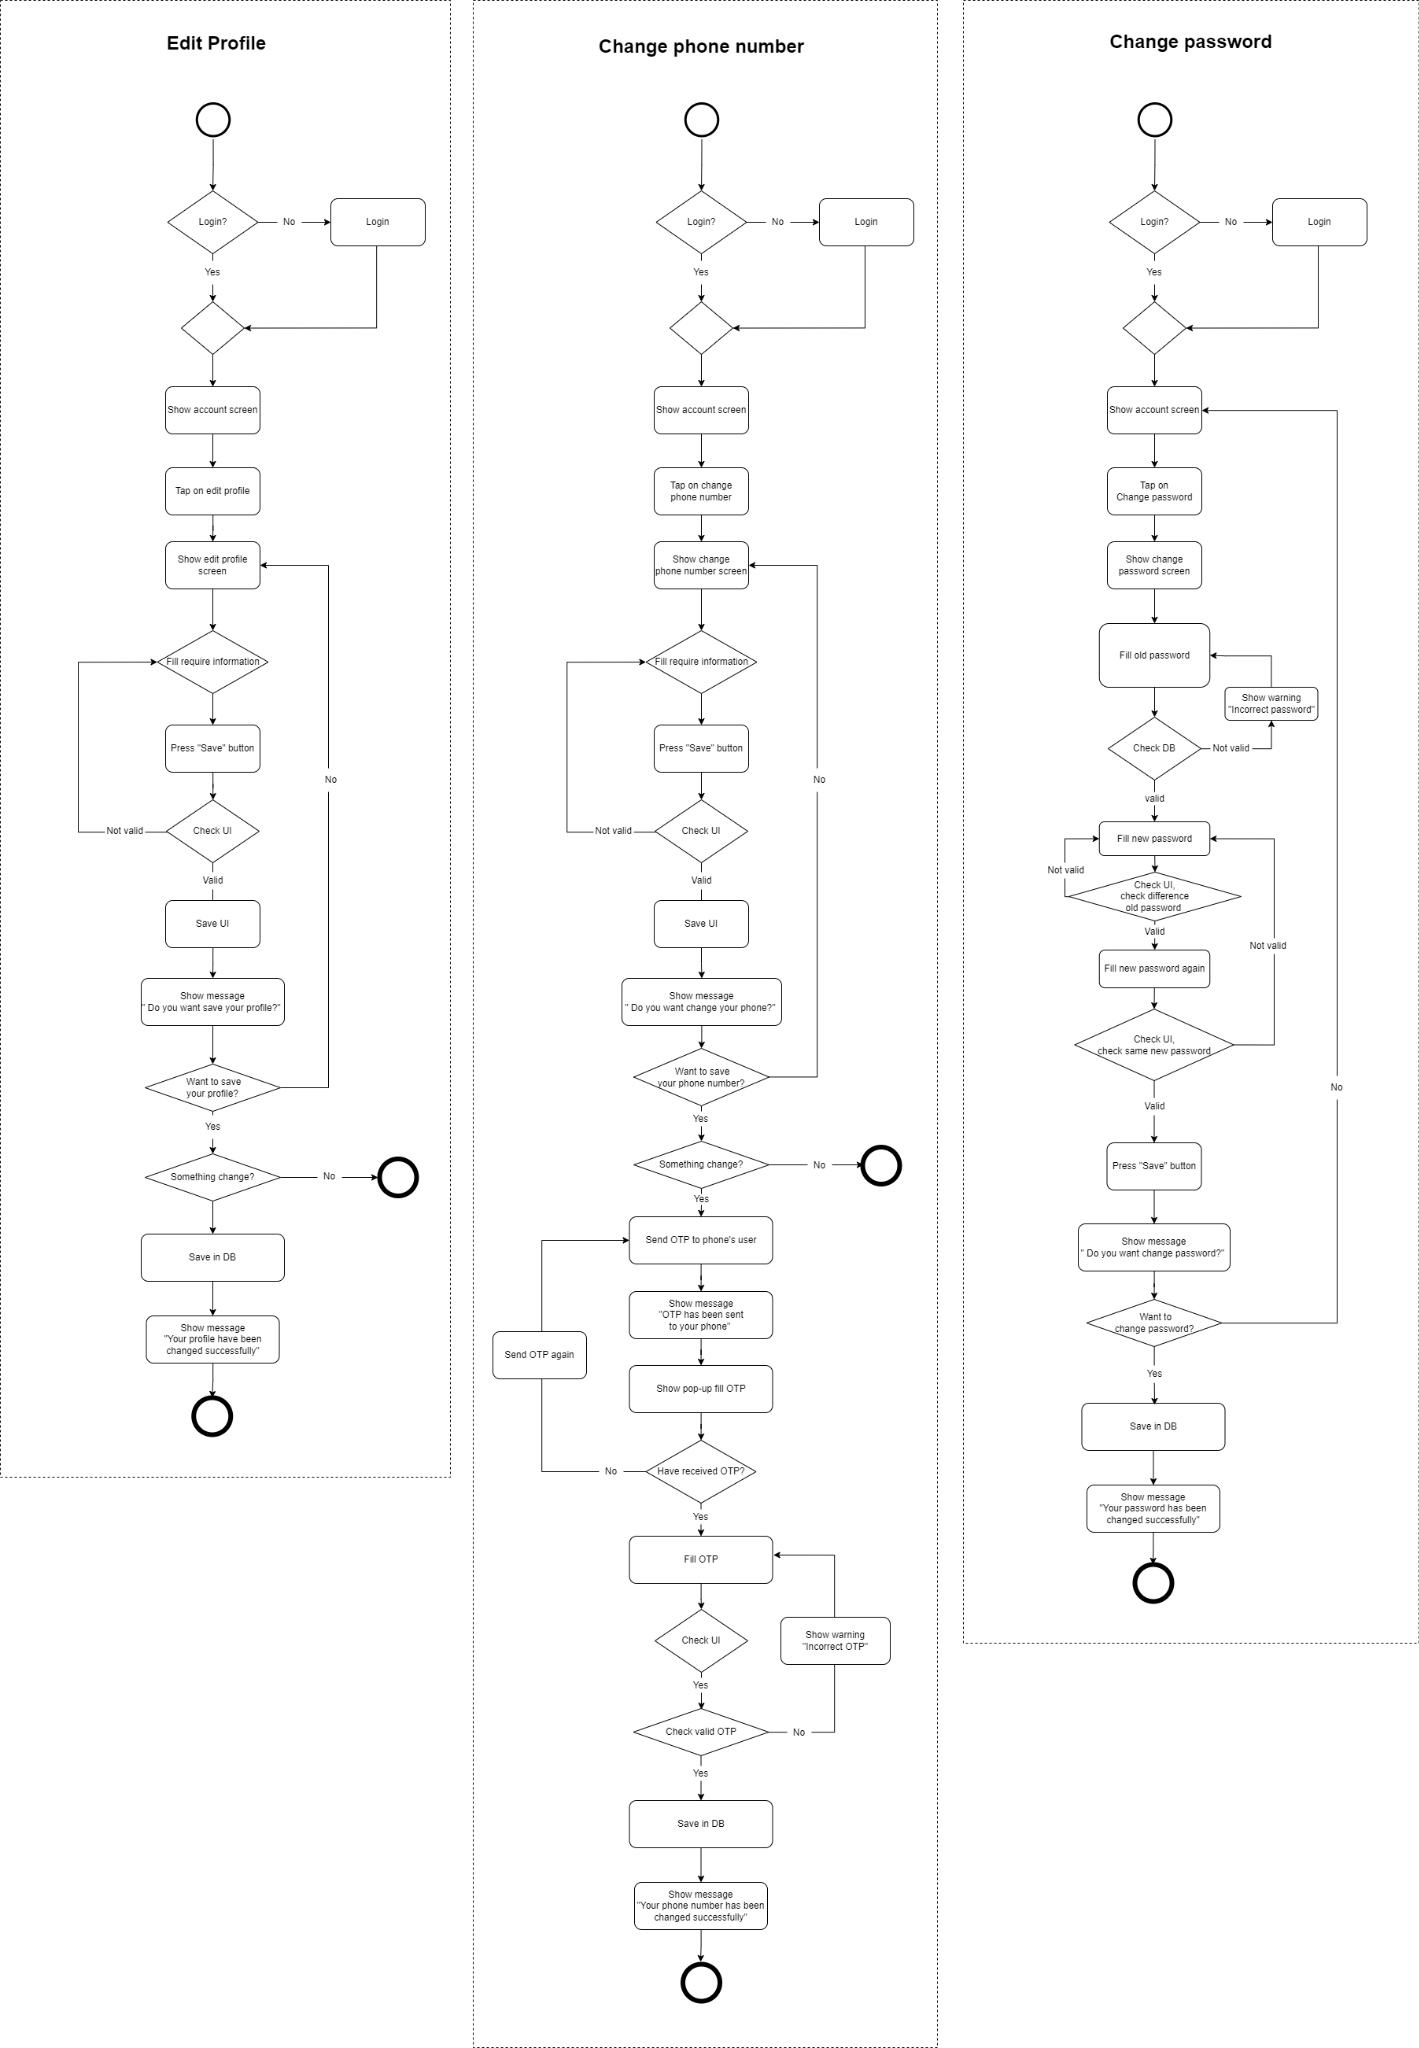 Edit Profile
Login?
No
Login
Yes
Show account screen
Tap on edit profile
Show edit profile
screen
Fill require information
Press "Save" button
No
Check UI
Not valid
Valid
Save UI
Show message
" Do you want save your profile?"
Want to save
your profile?
Yes
Something change?
No
Save in DB
Show message
"Your profile have been
changed successfully"
Change phone number
Login?
No
Login
Yes
Show account screen
Tap on change
phone number
Show change
phone number screen
Fill require information
Press "Save" button
No
Check UI
Not valid
Valid
Save UI
Show message
" Do you want change your phone?"
Want to save
your phone number?
Yes
Something change?
No
Yes
Send OTP to phone's user
Show message
"OTP has been sent
to your phone"
Send OTP again
Show pop-up fill OTP
No
Have received OTP?
Yes
Fill OTP
Show warning
"Incorrect OTP"
Check UI
Yes
Check valid OTP
No
Yes
Save in DB
Show message
"Your phone number has been
changed successfully"
Change password
Login?
No
Login
Yes
Show account screen
Tap on
Change password
Show change
password screen
Fill old password
Show warning
"Incorrect password"
Check DB
Not valid
valid
Fill new password
Not valid
Check UI,
check difference
old password
Valid
Not valid
Fill new password again
Check UI,
check same new password
No
Valid
Press "Save" button
Show message
" Do you want change password?"
Want to
change password?
Yes
Save in DB
Show message
"Your password has been
changed successfully"